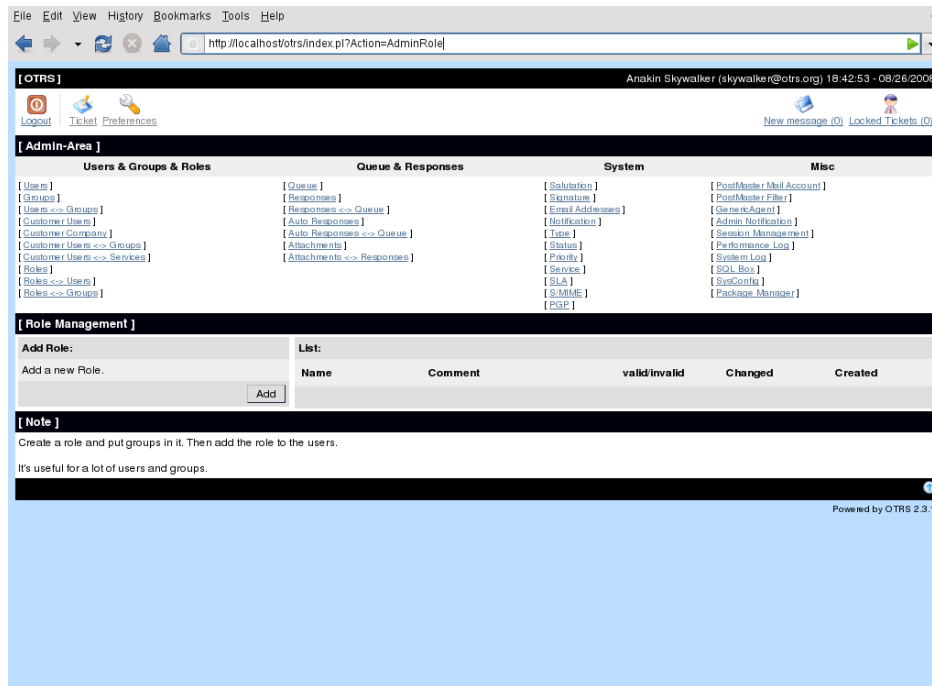 File Edit View History Bookmarks Tools Help
http://localhost/otrs/index.pl?Action=AdminRole
[ OTRS ] Anakin Skywalker (skywalker@otrs.org) 18:42:53 - 08/26/2008
Logout Ticket Preferences New message (0) Locked Tickets (0)
[ Admin-Area ]
Users & Groups & Roles Queue & Responses System Misc
[ Users ] [ Queue ] [ Salutation ] [ PostMaster Mail Account ]
[ Groups ] [ Responses ] [ Signature ] [ PostMaster Filter ]
[ Users <-> Groups ] [ Responses <-> Queue ] [ Email Addresses ] [ GenericAgent ]
[ Customer Users ] [ Auto Responses ] [ Notification ] [ Admin Notification ]
[ Customer Company ] [ Auto Responses <-> Queue ] [ Type ] [ Session Management ]
[ Customer Users <-> Groups ] [ Attachments ] [ Status ] [ Performance Log ]
[ Customer Users <-> Services ] [ Attachments <-> Responses ] [ Priority ] [ System Log ]
[ Roles ] [ Service ] [ SQL Box ]
[ Roles <-> Users ] [ SLA ] [ SysConfig ]
[ Roles <-> Groups ] [ S/MIME ] [ Package Manager ]
[ PGP ]
[ Role Management ]
Add Role: List:
Add a new Role. Name Comment valid/invalid Changed Created
Add
[ Note ]
Create a role and put groups in it. Then add the role to the users.
It's useful for a lot of users and groups.
Powered by OTRS 2.3.